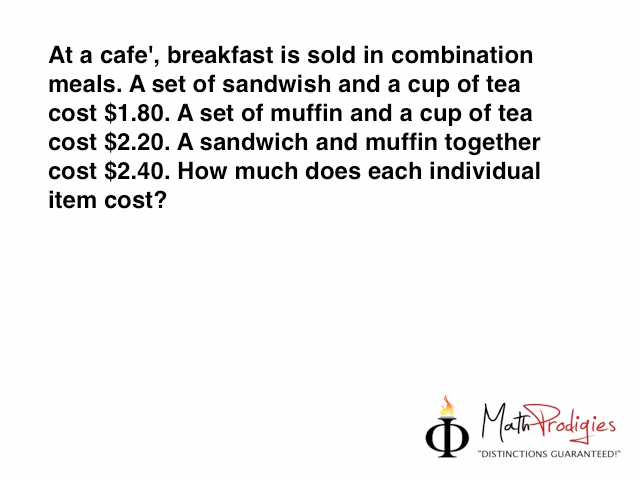 At a cafe', breakfast is sold in combination
meals. A set of sandwish and a cup of tea
cost $1.80. A set of muffin and a cup of tea
cost $2.20. A sandwich and muffin together
cost $2.40. How much does each individual
item cost?
Φ
Math Prodigies
"DISTINCTIONS GUARANTEED!"